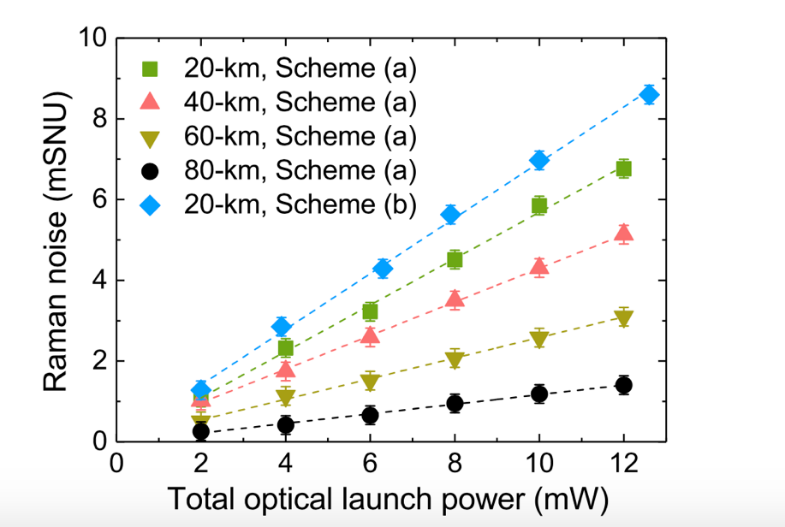 10
8
6
4
2
0
Raman noise (mSNU)
20-km, Scheme (a)
40-km, Scheme (a)
60-km, Scheme (a)
80-km, Scheme (a)
20-km, Scheme (b)
0 2 4 6 8 10 12
Total optical launch power (mW)